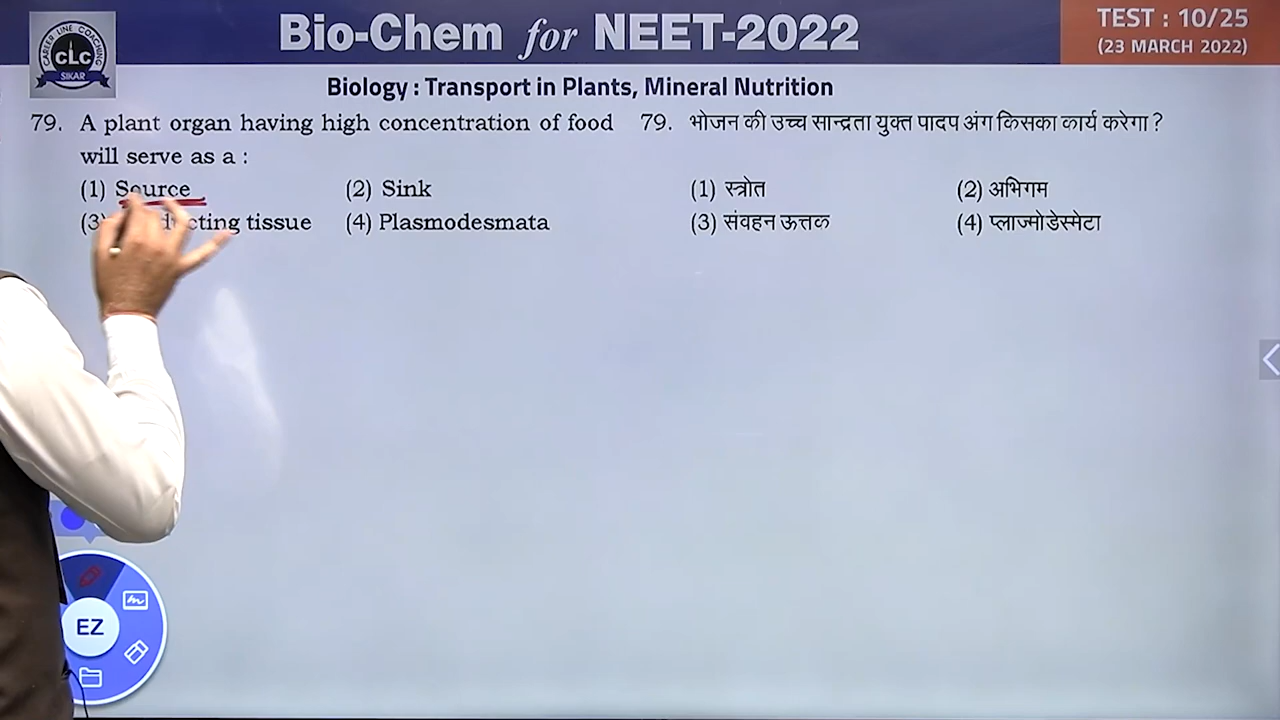 CAREER LINE COACHING
CLC
SIKAR
Bio-Chem for NEET-2022
TEST : 10/25
(23 MARCH 2022)
Biology : Transport in Plants, Mineral Nutrition
79. A plant organ having high concentration of food
will serve as a :
(1) Source (2) Sink
(3) tissue (4) Plasmodesmata
79. भोजन की उच्च सान्द्रता युक्त पादप अंग किसका कार्य करेगा ?
(1) स्त्रोत (2) अभिगम
(3) संवहन ऊत्तक (4) प्लाज्मोडेस्मेटा
EZ